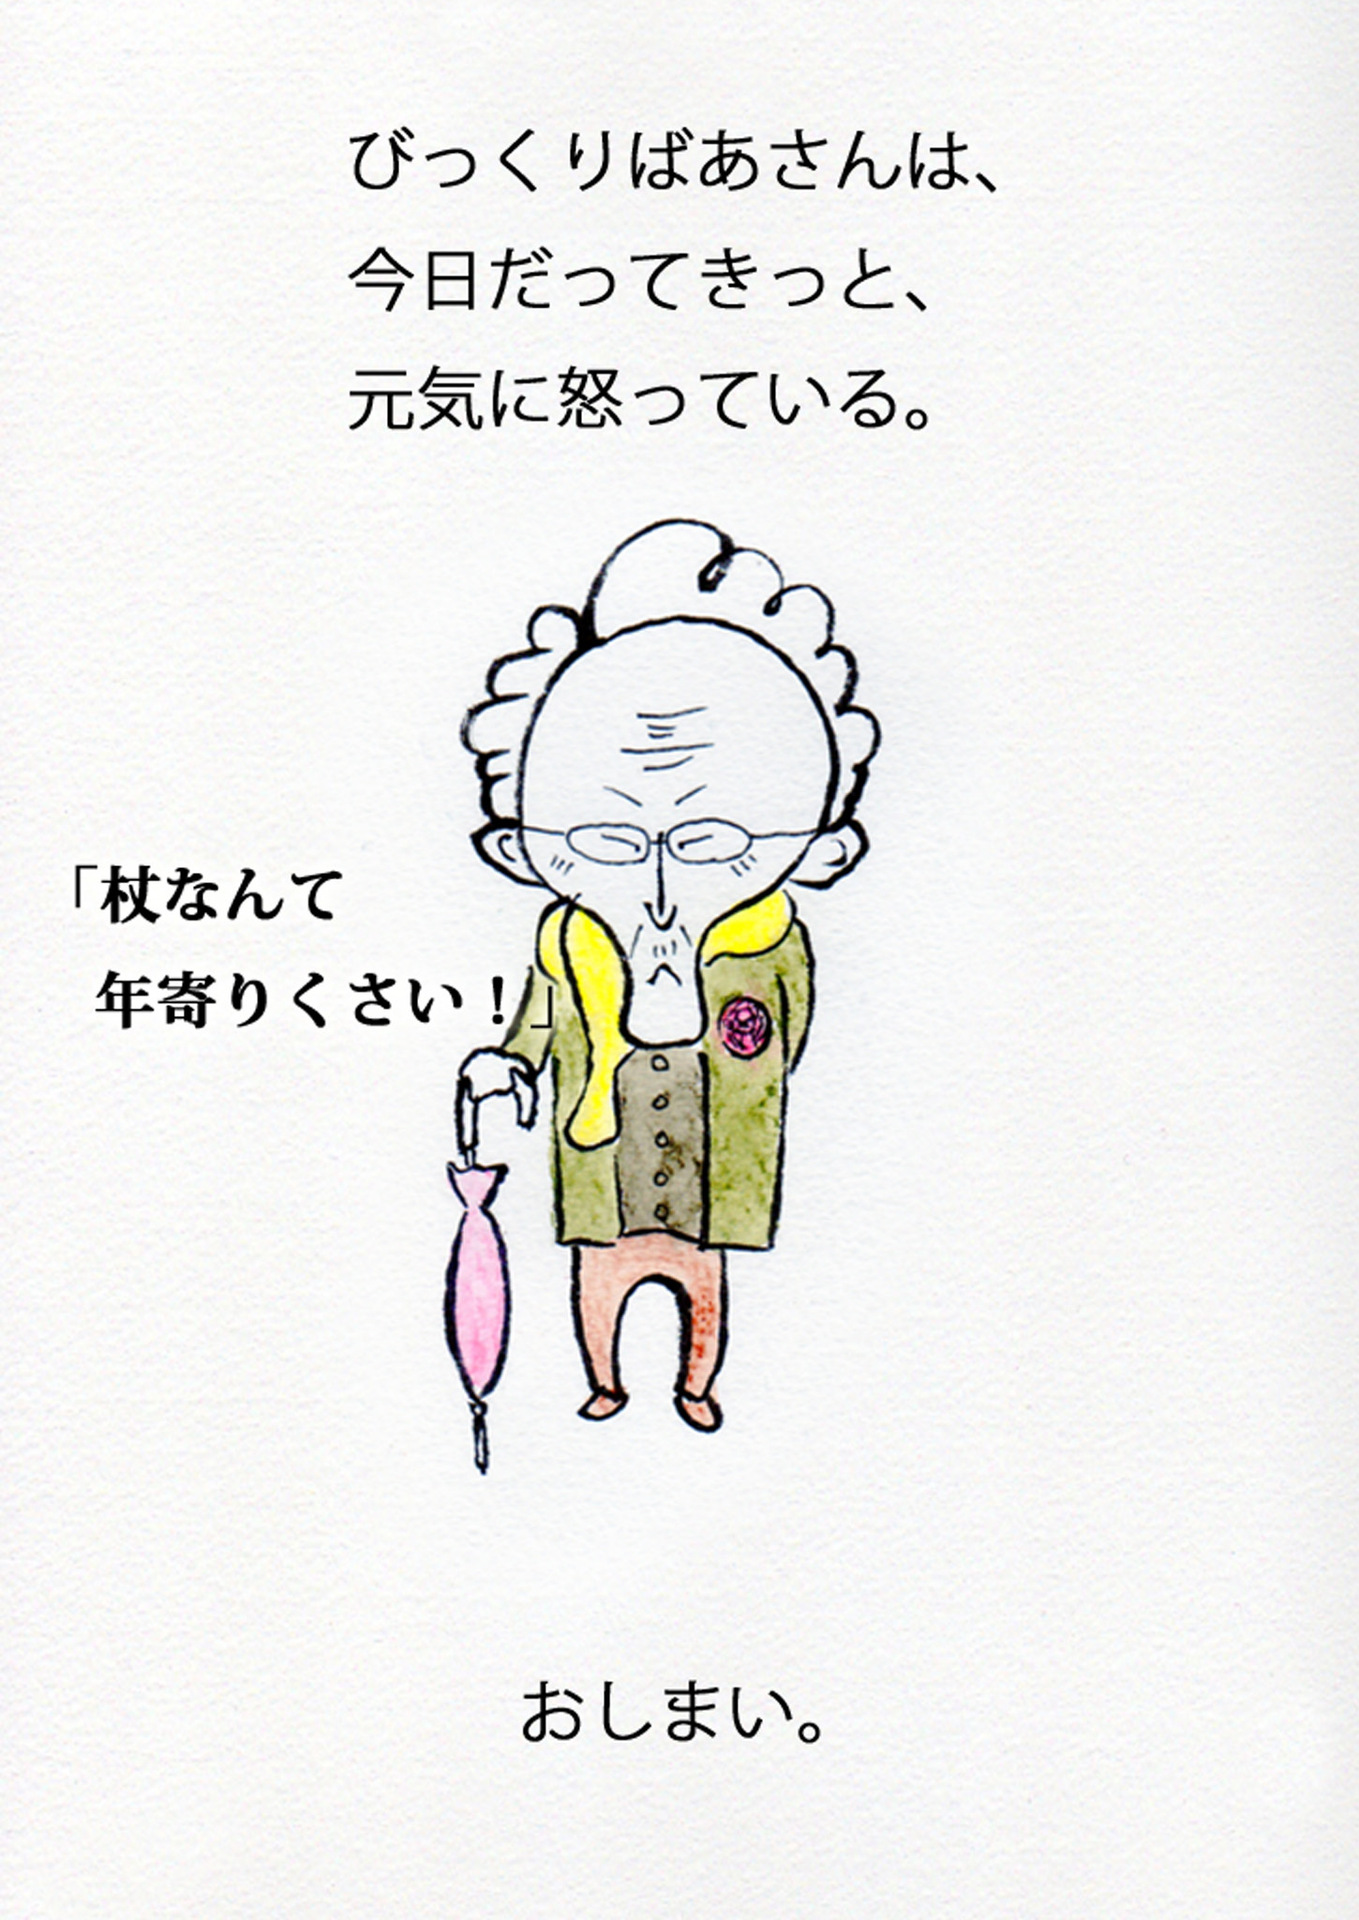 びっくりばあさんは、
今日だってきっと、
元気に怒っている。
「杖なんて
年寄りくさい！」
おしまい。